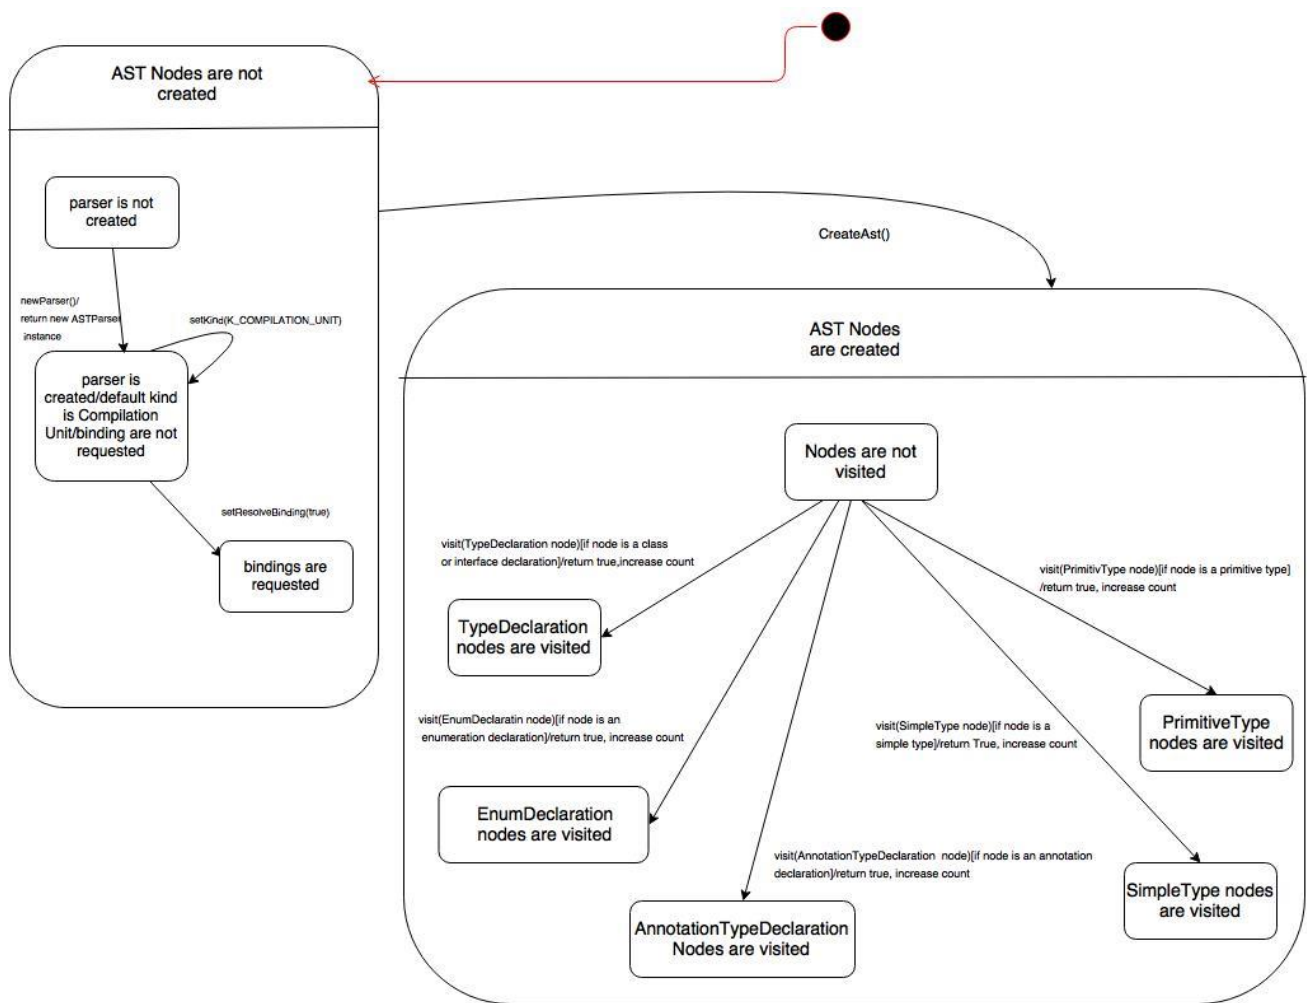 AST Nodes are not
created
parser is not
created
newParser()/
return new ASTParser
instance
setKind(K_COMPILATION_UNIT)
parser is
created/default kind
is Compilation
Unit/binding are not
requested
setResolveBinding(true)
bindings are
requested
CreateAst()
AST Nodes
are created
Nodes are not
visited
visit(TypeDeclaration node)[if node is a class
or interface declaration]/return true,increase count
visit(PrimitivType node)[if node is a primitive type]
/return true, increase count
TypeDeclaration
nodes are visited
visit(EnumDeclaratin node)[if node is an
enumeration declaration]/return true, increase count
visit(SimpleType node)[if node is a
simple type]/return True, increase count
PrimitiveType
nodes are visited
EnumDeclaration
nodes are visited
visit(AnnotationTypeDeclaration node)[if node is an annotation
declaration]/return true, increase count
SimpleType nodes
are visited
AnnotationTypeDeclaration
Nodes are visited